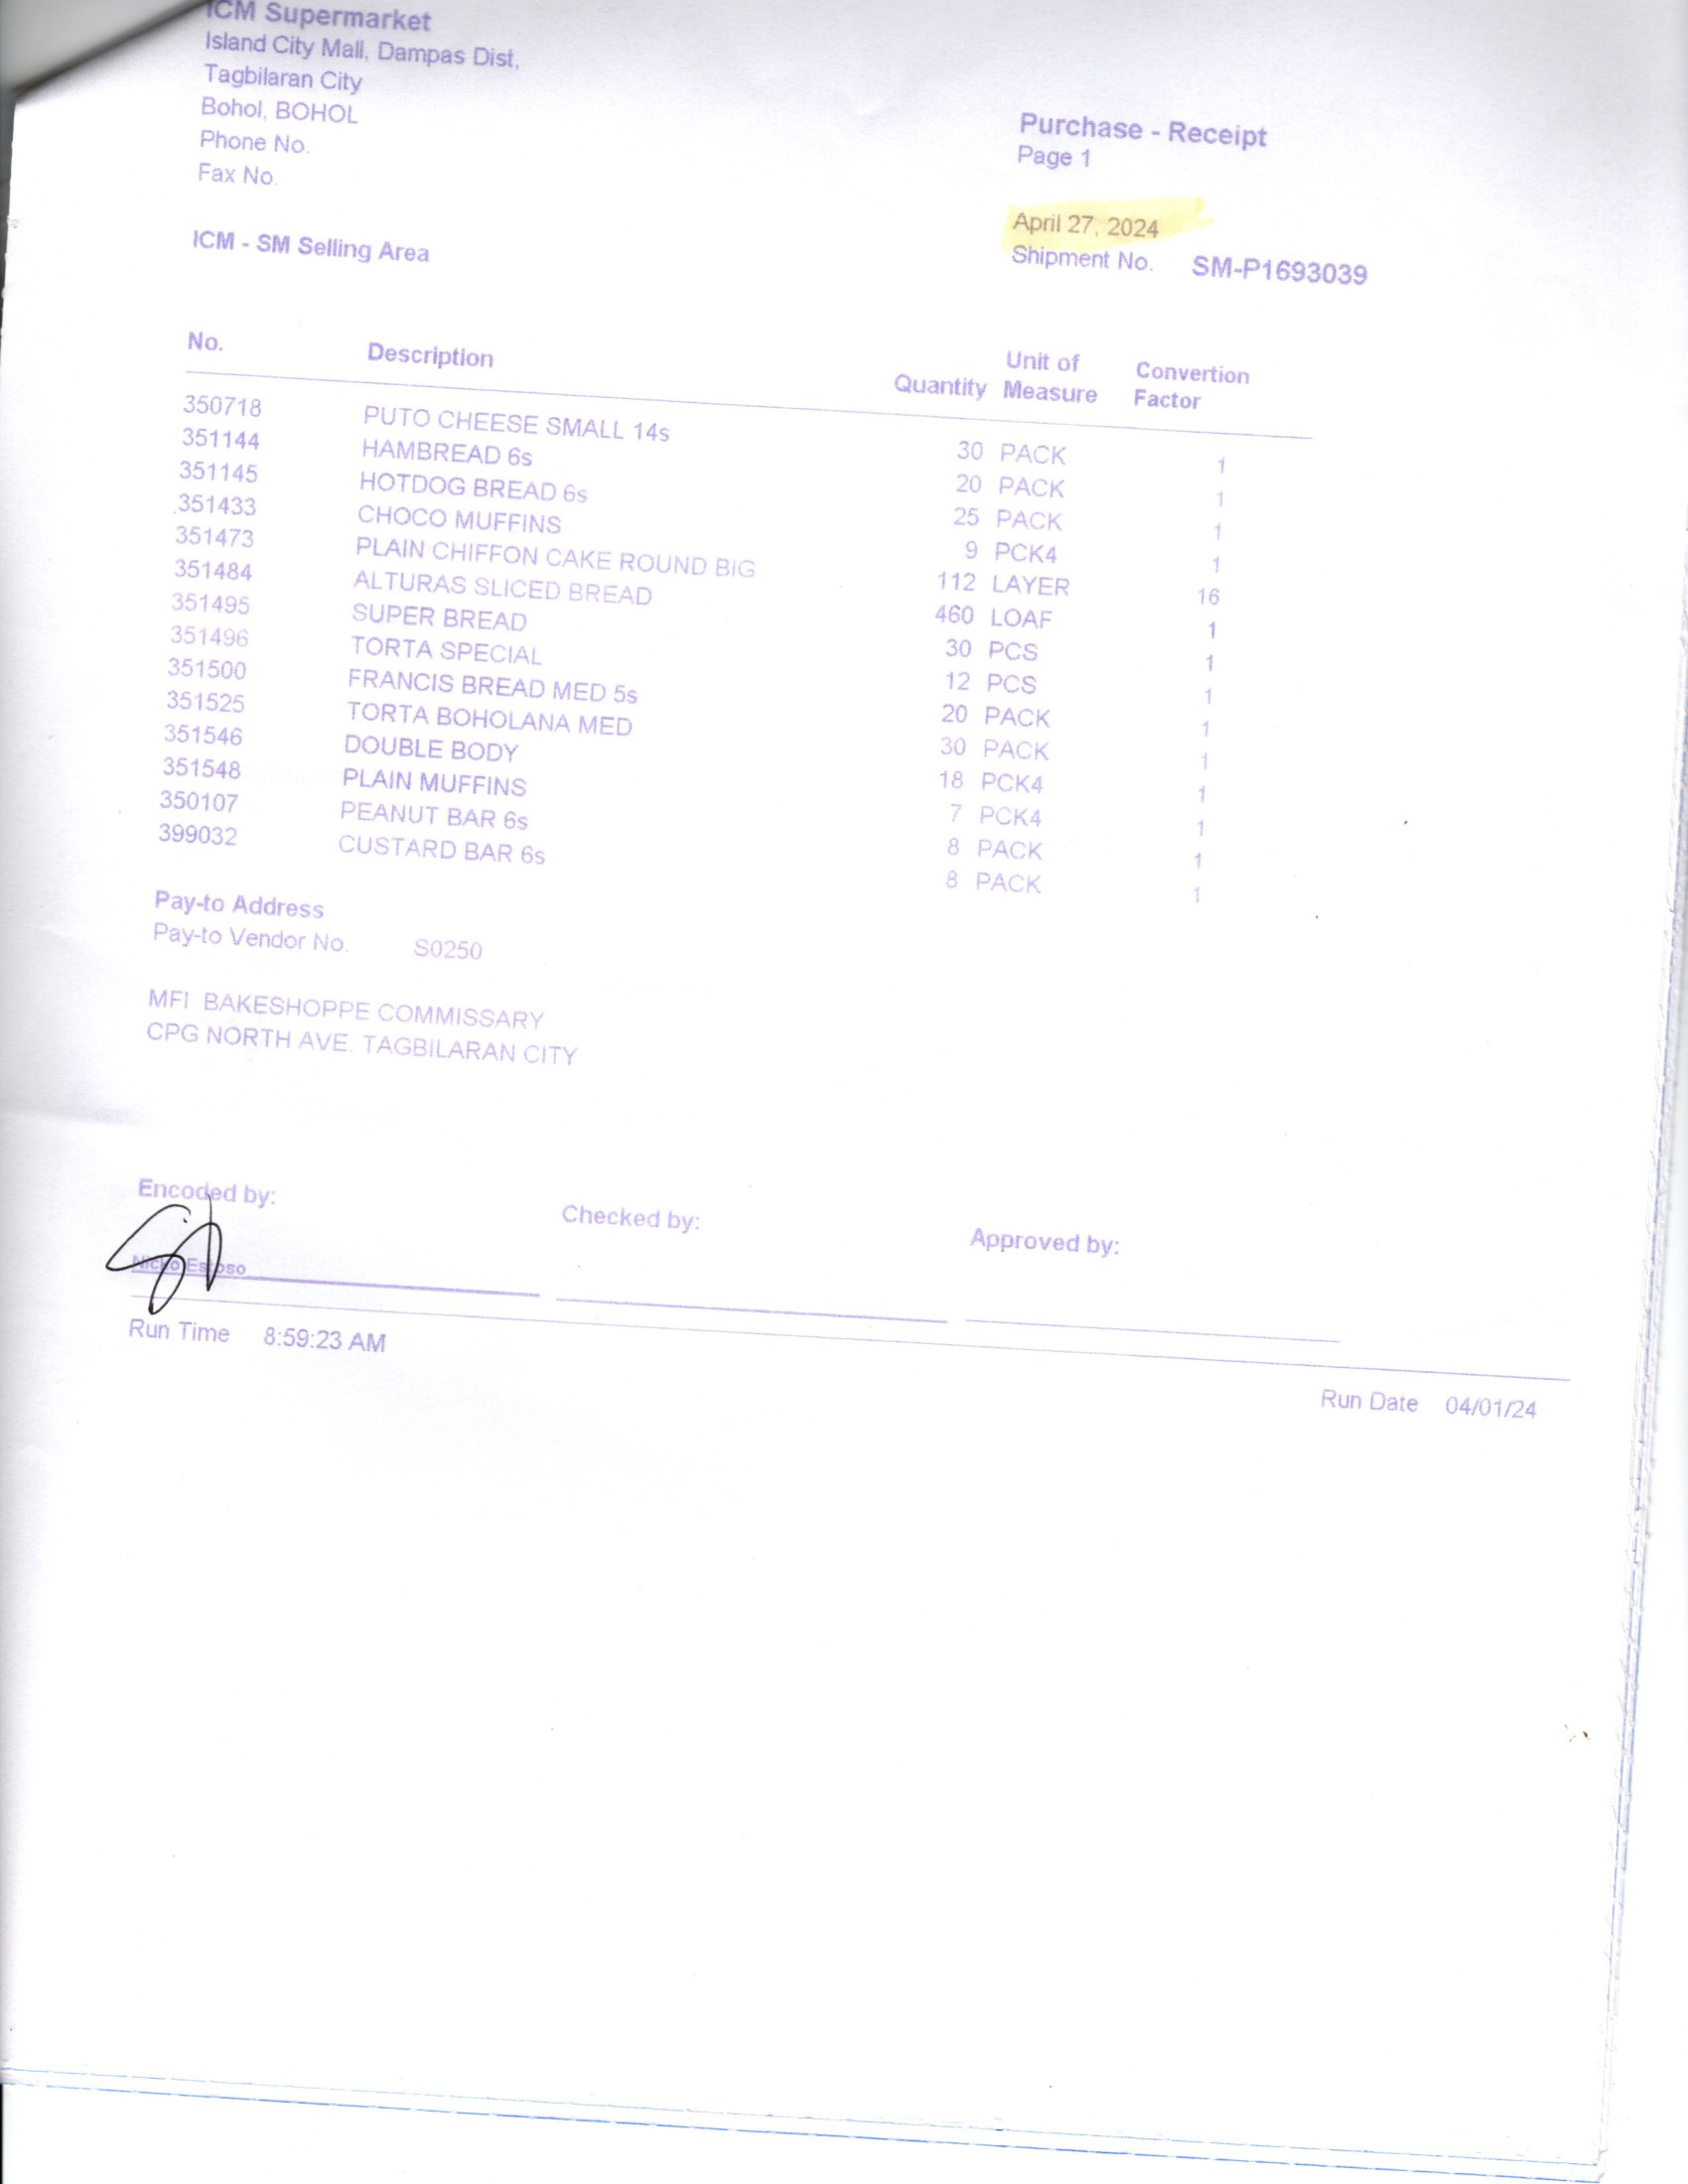 ICM Supermarket
Island City Mall, Dampas Dist,
Tagbilaran City
Bohol, BOHOL
Phone No.
Fax No.
Purchase - Receipt
Page 1
April 27, 2024
Shipment No. SM-P1693039
ICM - SM Selling Area
No. Description Quantity Unit of Measure Convertion Factor
350718 PUTO CHEESE SMALL 14s 30 PACK 1
351144 HAMBREAD 6s 20 PACK 1
351145 HOTDOG BREAD 6s 25 PACK 1
351433 CHOCO MUFFINS 9 PCK4 1
351473 PLAIN CHIFFON CAKE ROUND BIG 112 LAYER 16
351484 ALTURAS SLICED BREAD 460 LOAF 1
351495 SUPER BREAD 30 PCS 1
351496 TORTA SPECIAL 12 PCS 1
351500 FRANCIS BREAD MED 5s 20 PACK 1
351525 TORTA BOHOLANA MED 30 PACK 1
351546 DOUBLE BODY 18 PCK4 1
351548 PLAIN MUFFINS 7 PCK4 1
350107 PEANUT BAR 6s 8 PACK 1
399032 CUSTARD BAR 6s 8 PACK 1
Pay-to Address
Pay-to Vendor No. S0250
MFI BAKESHOPPE COMMISSARY
CPG NORTH AVE. TAGBILARAN CITY
Encoded by: Checked by: Approved by:
Run Time 8:59:23 AM
Run Date 04/01/24